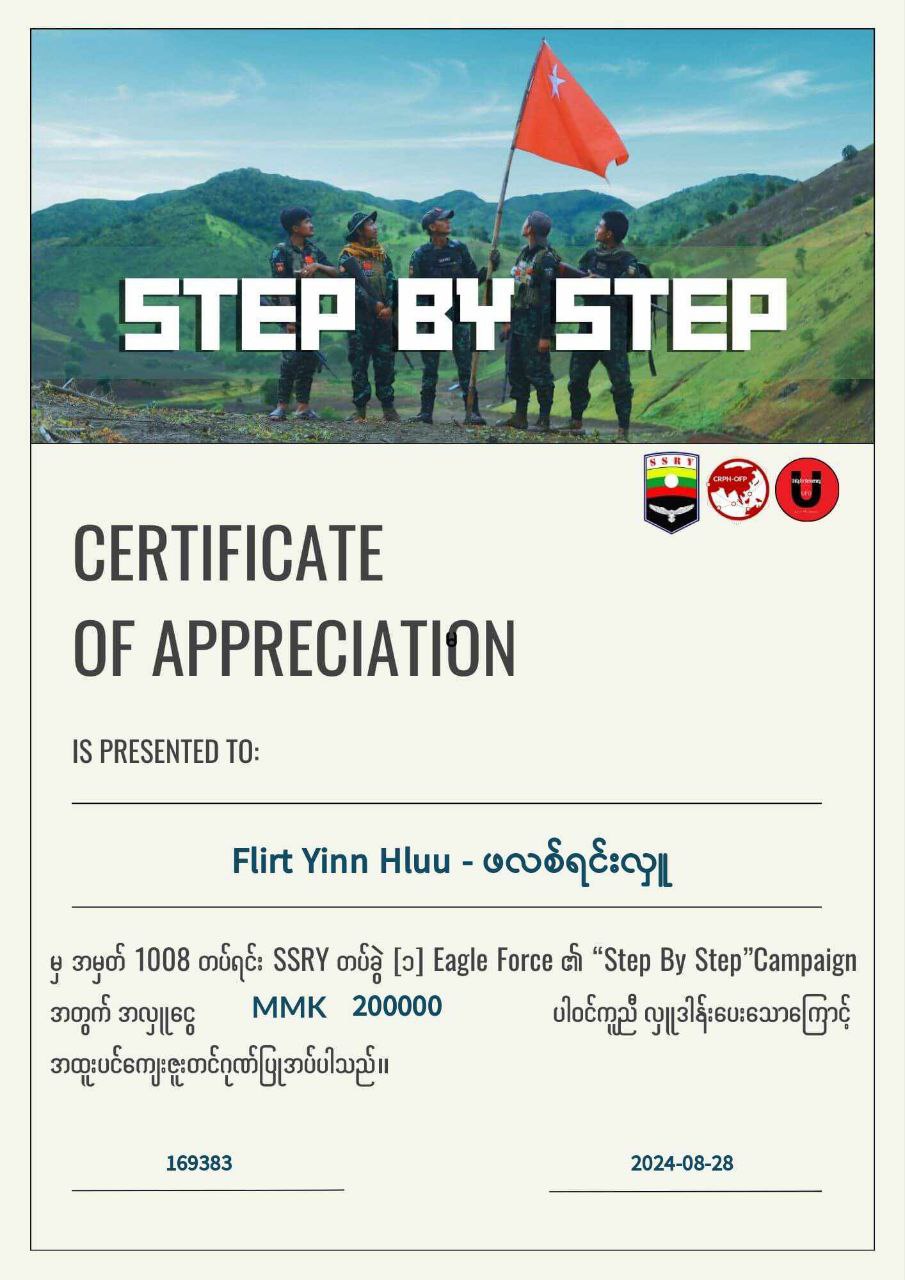 STEP BY STEP
SSRY
CRPH-OFP
U
CERTIFICATE
OF APPRECIATION
IS PRESENTED TO:
Flirt Yinn Hluu - ဖလစ်ရင်းလှူ
မှ အမှတ် 1008 တပ်ရင်း SSRY တပ်ခွဲ [၁] Eagle Force ၏ “Step By Step”Campaign
အတွက် အလှူငွေ MMK 200000 ပါဝင်ကူညီ လှူဒါန်းပေးသောကြောင့်
အထူးပင်ကျေးဇူးတင်ဂုဏ်ပြုအပ်ပါသည်။
169383 2024-08-28